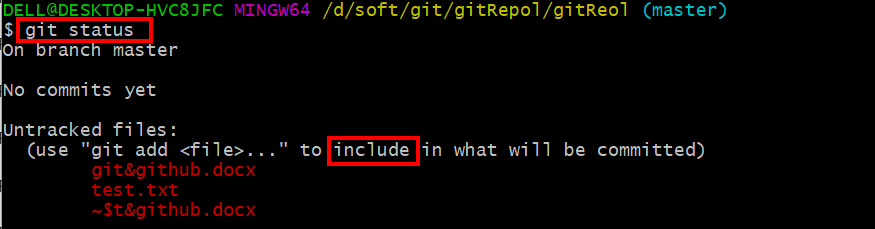 DELL@DESKTOP-HVC8JFC MINGW64 /d/soft/git/gitRepol/gitReol (master)
$ git status
On branch master
No commits yet
Untracked files:
(use "git add <file>..." to include in what will be committed)
git&github.docx
test.txt
~$t&github.docx